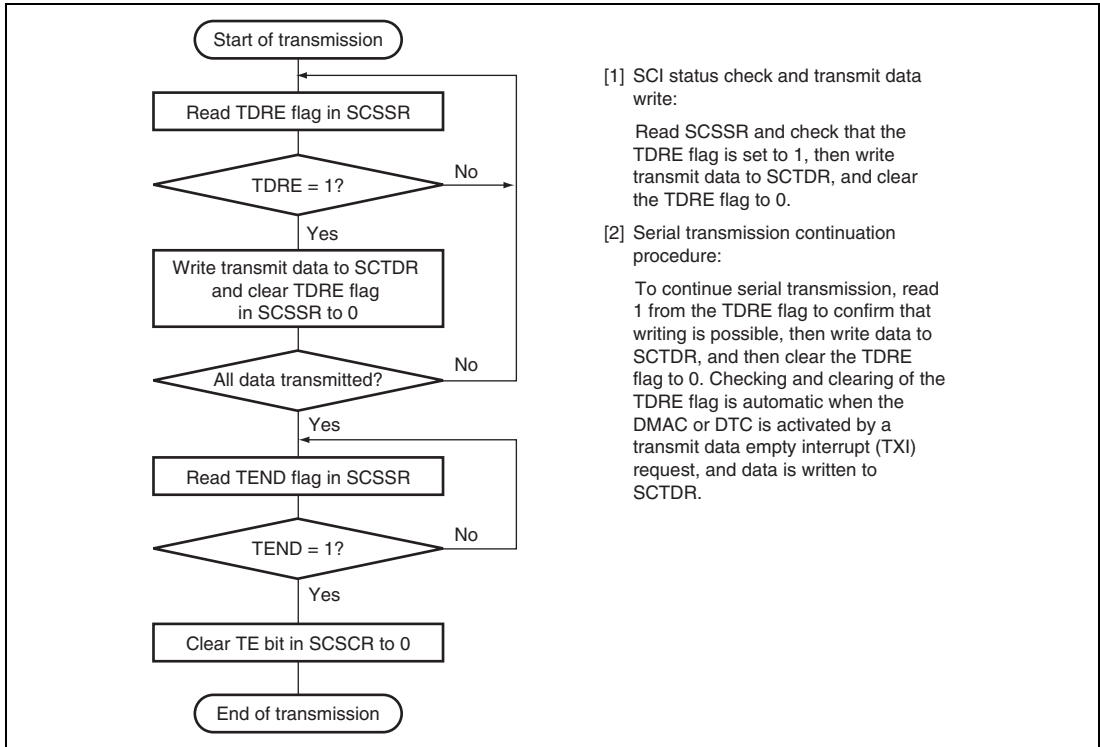 Start of transmission
Read TDRE flag in SCSSR
TDRE = 1?
No
Yes
Write transmit data to SCTDR
and clear TDRE flag
in SCSSR to 0
All data transmitted?
No
Yes
Read TEND flag in SCSSR
TEND = 1?
No
Yes
Clear TE bit in SCSCR to 0
End of transmission
[1] SCI status check and transmit data
write:
Read SCSSR and check that the
TDRE flag is set to 1, then write
transmit data to SCTDR, and clear
the TDRE flag to 0.
[2] Serial transmission continuation
procedure:
To continue serial transmission, read
1 from the TDRE flag to confirm that
writing is possible, then write data to
SCTDR, and then clear the TDRE
flag to 0. Checking and clearing of the
TDRE flag is automatic when the
DMAC or DTC is activated by a
transmit data empty interrupt (TXI)
request, and data is written to
SCTDR.